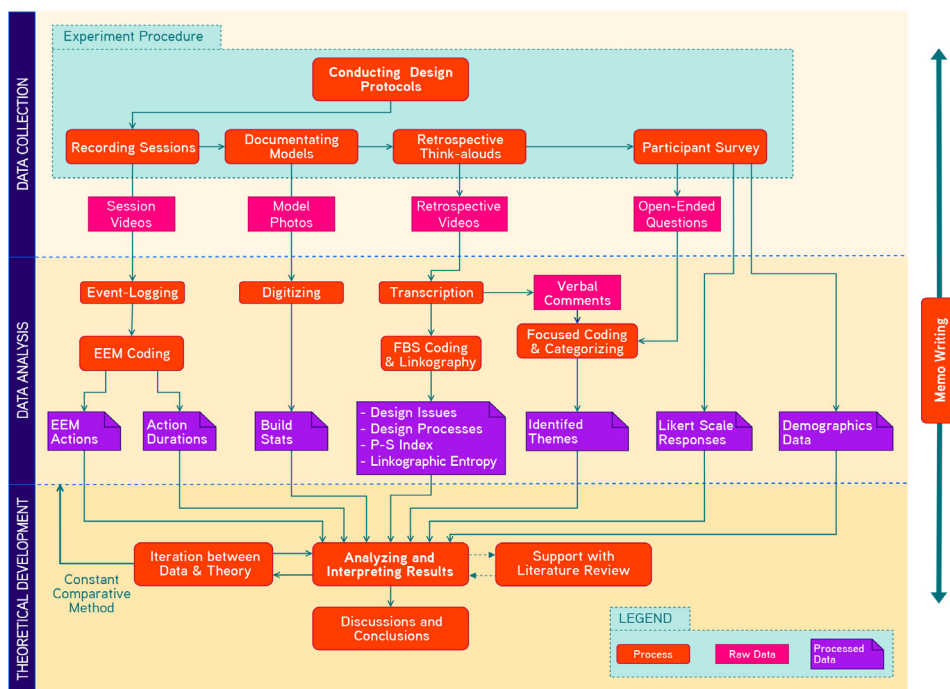 Experiment Procedure
Conducting Design
Protocols
Recording Sessions
Documentating
Models
Retrospective
Think-alouds
Participant Survey
Session
Videos
Model
Photos
Retrospective
Videos
Open-Ended
Questions
DATA COLLECTION
Event-Logging
Digitizing
Transcription
Verbal
Comments
EEM Coding
FBS Coding
& Linkography
Focused Coding
& Categorizing
EEM
Actions
Action
Durations
Build
Stats
- Design Issues
- Design Processes
- P-S Index
- Linkographic Entropy
Identifed
Themes
Likert Scale
Responses
Demographics
Data
DATA ANALYSIS
Memo Writing
Iteration between
Data & Theory
Analyzing and
Interpreting Results
Support with
Literature Review
Constant
Comparative
Method
Discussions and
Conclusions
THEORETICAL DEVELOPMENT
LEGEND
Process
Raw Data
Processed
Data